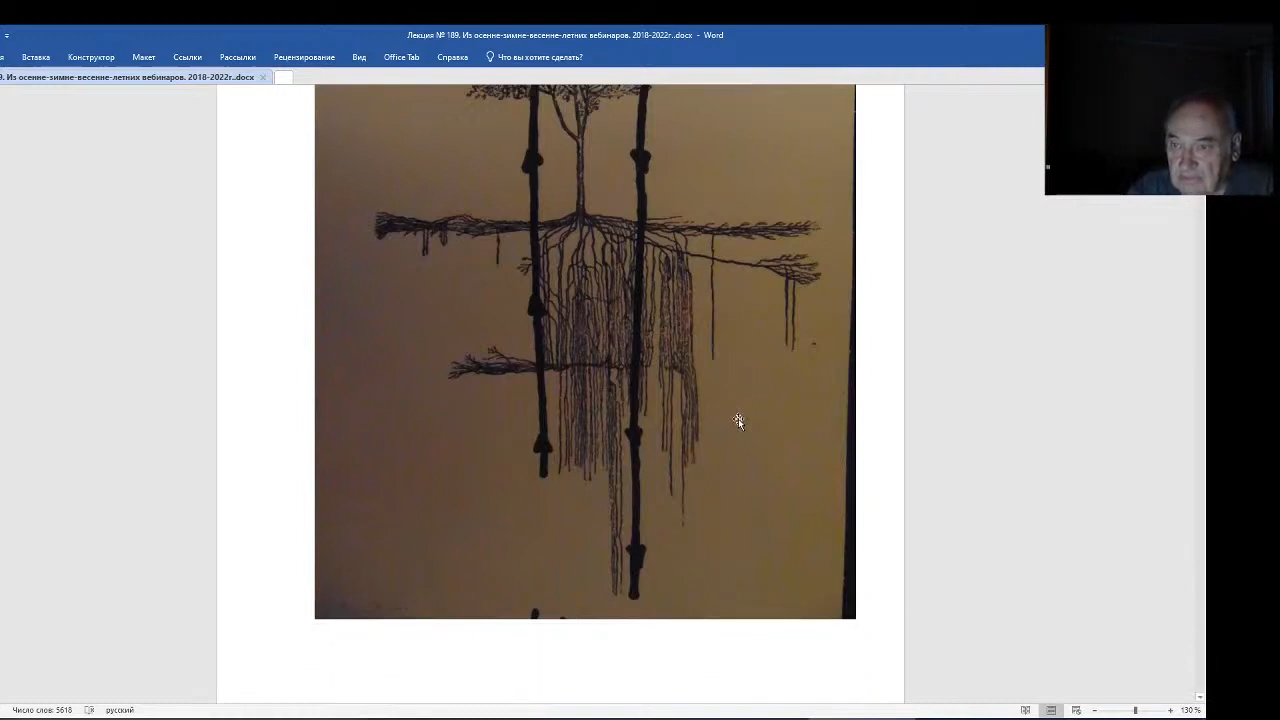 Лекция № 189. Из осенне-зимне-весенне-летних вебинаров. 2018-2022г..docx - Word
Вставка Конструктор Макет Ссылки Рассылки Рецензирование Вид Office Tab Справка Что вы хотите сделать?
9. Из осенне-зимне-весенне-летних вебинаров. 2018-2022г..docx
Число слов: 5618 русский 130 %